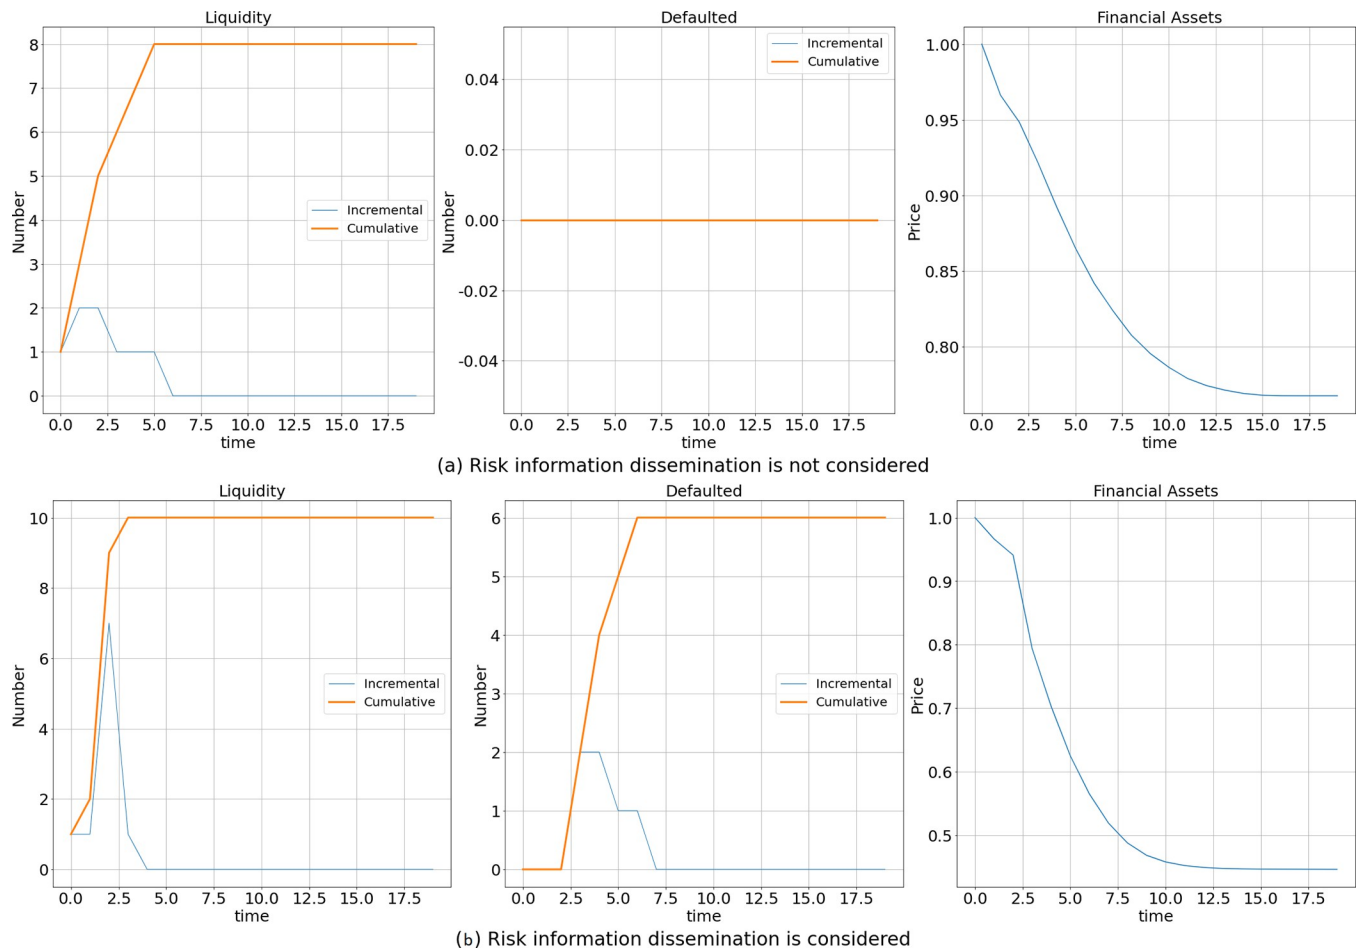 Liquidity
Number
8
7
6
5
4
3
2
1
0
Incremental
Cumulative
0.0 2.5 5.0 7.5 10.0 12.5 15.0 17.5
time
Defaulted
Number
0.04
0.02
0.00
-0.02
-0.04
Incremental
Cumulative
0.0 2.5 5.0 7.5 10.0 12.5 15.0 17.5
time
Financial Assets
Price
1.00
0.95
0.90
0.85
0.80
0.0 2.5 5.0 7.5 10.0 12.5 15.0 17.5
time
(a) Risk information dissemination is not considered
Liquidity
Number
10
8
6
4
2
0
Incremental
Cumulative
0.0 2.5 5.0 7.5 10.0 12.5 15.0 17.5
time
Defaulted
Number
6
5
4
3
2
1
0
Incremental
Cumulative
0.0 2.5 5.0 7.5 10.0 12.5 15.0 17.5
time
Financial Assets
Price
1.0
0.9
0.8
0.7
0.6
0.5
0.0 2.5 5.0 7.5 10.0 12.5 15.0 17.5
time
(b) Risk information dissemination is considered